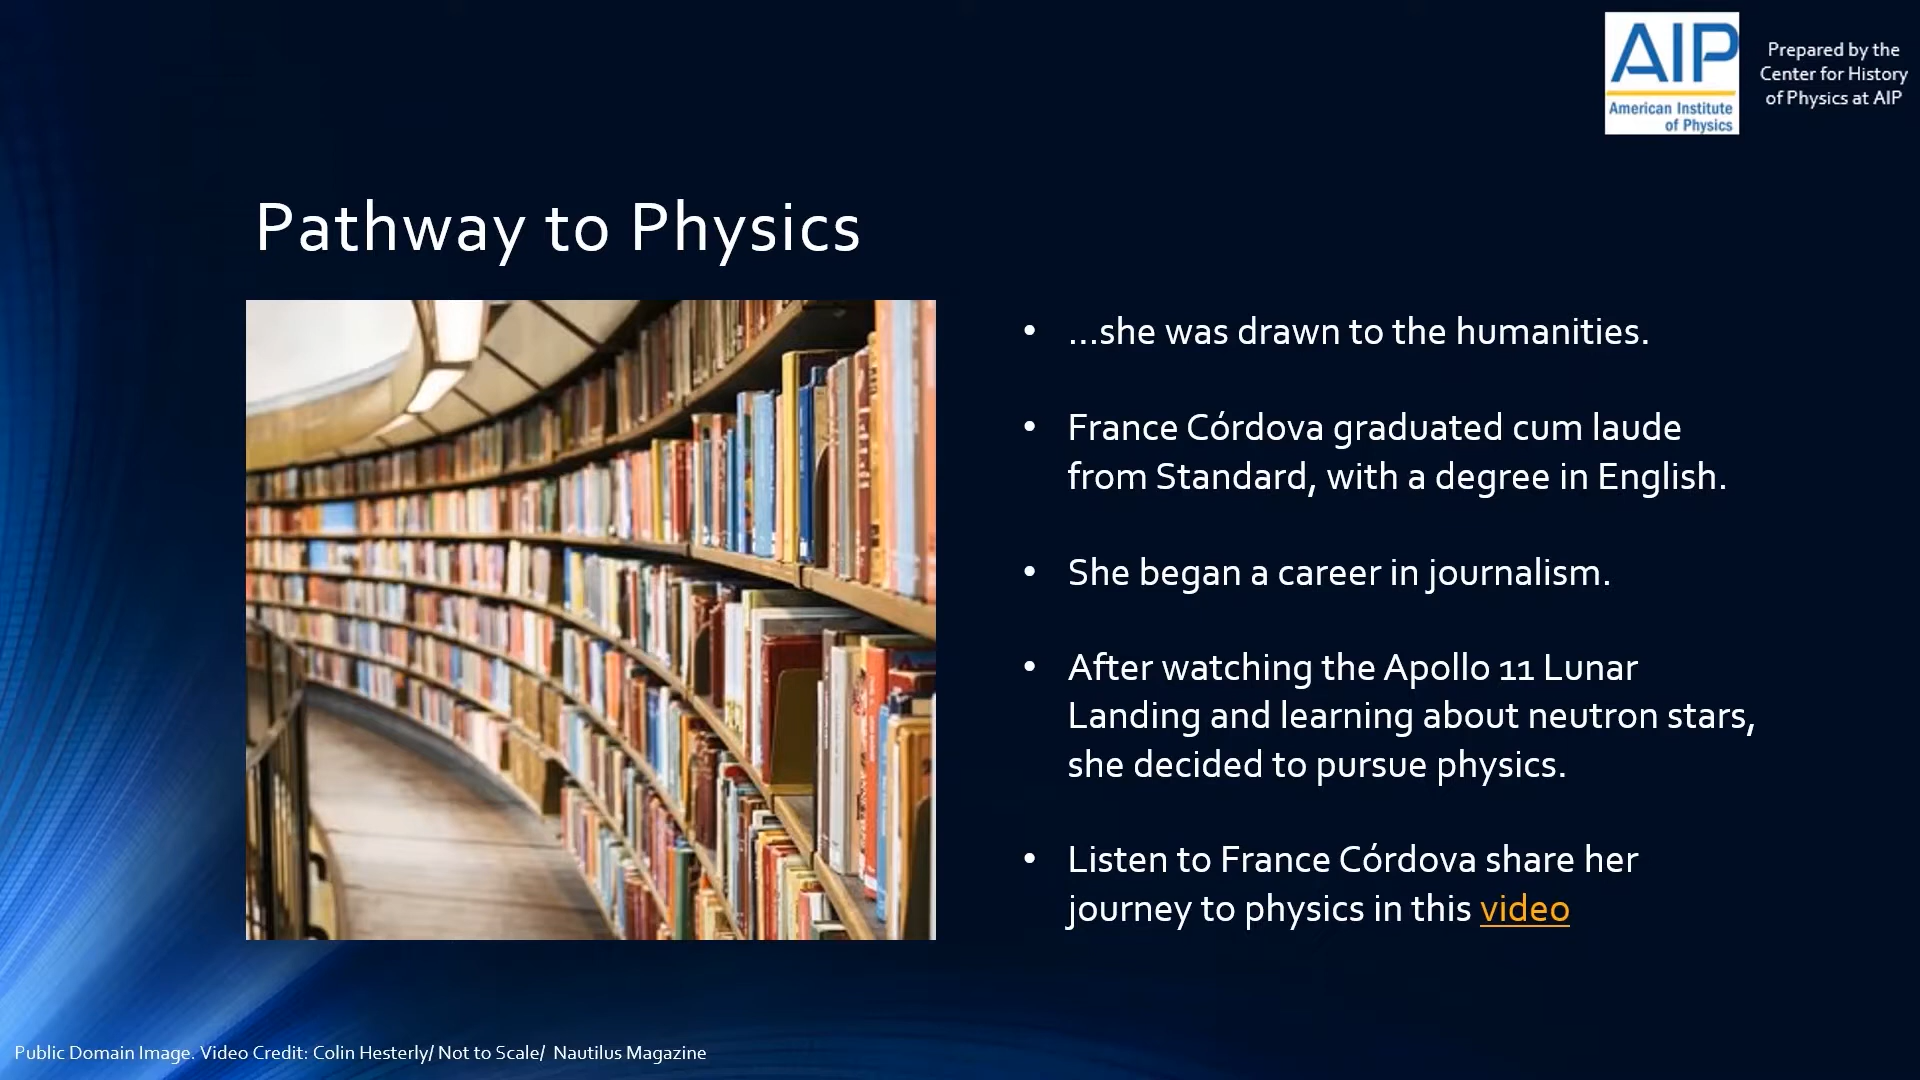 AIP
American Institute
of Physics
Prepared by the
Center for History
of Physics at AIP
Pathway to Physics
• ...she was drawn to the humanities.
• France Córdova graduated cum laude
from Standard, with a degree in English.
• She began a career in journalism.
• After watching the Apollo 11 Lunar
Landing and learning about neutron stars,
she decided to pursue physics.
• Listen to France Córdova share her
journey to physics in this video
Public Domain Image. Video Credit: Colin Hesterly/ Not to Scale/ Nautilus Magazine